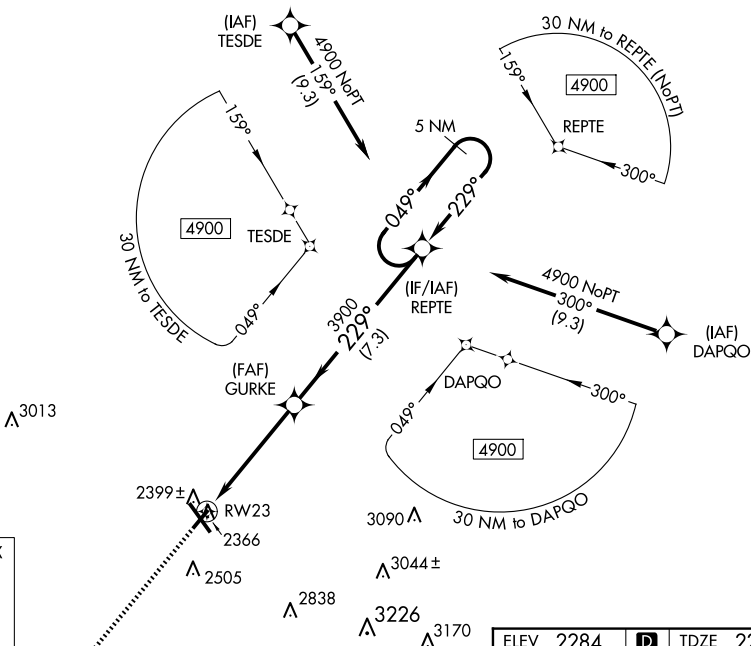 (IAF)
TESDE
4900 NoPT
159°
(9.3)
30 NM to REPTE (NoPT)
159°
4900
REPTE
300°
5 NM
049°
229°
159°
4900
TESDE
30 NM to TESDE
049°
(IF/IAF)
REPTE
3900
229°
(7.3)
4900 NoPT
300°
(9.3)
(IAF)
DAPQO
(FAF)
GURKE
DAPQO
049°
300°
4900
30 NM to DAPQO
3013
2399±
RW23
2366
3090
2505
3044±
2838
3226
3170
ELEV 2284 D TDZE